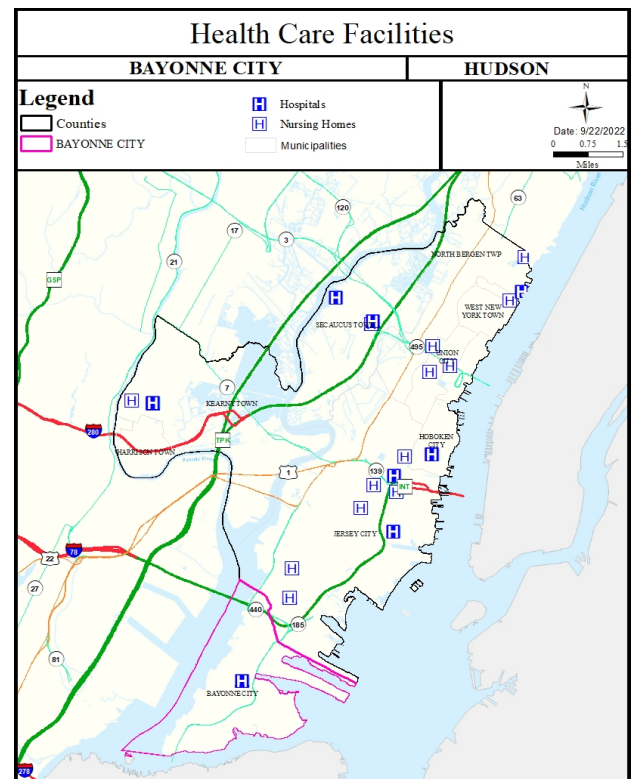 Health Care Facilities
BAYONNE CITY
HUDSON
Legend
Counties
BAYONNE CITY
H Hospitals
H Nursing Homes
Municipalities
N
Date: 9/22/2022
0 0.75 1.5
Miles
63
Hudson River
120
17
3
21
NORTH BERGEN TWP
GSP
H
H
WEST NEW
YORK TOWN
H
H
SECAUCUS TOWN
H
H
495
H
UNION
CITY
H
H
7
KEARNY TOWN
H
H
280
TPK
HARRISON TOWN
HOBOKEN
CITY
H
H
1
139
H
INT
H
H
H
JERSEY CITY
H
22
78
27
H
H
440
185
81
H
BAYONNE CITY
278